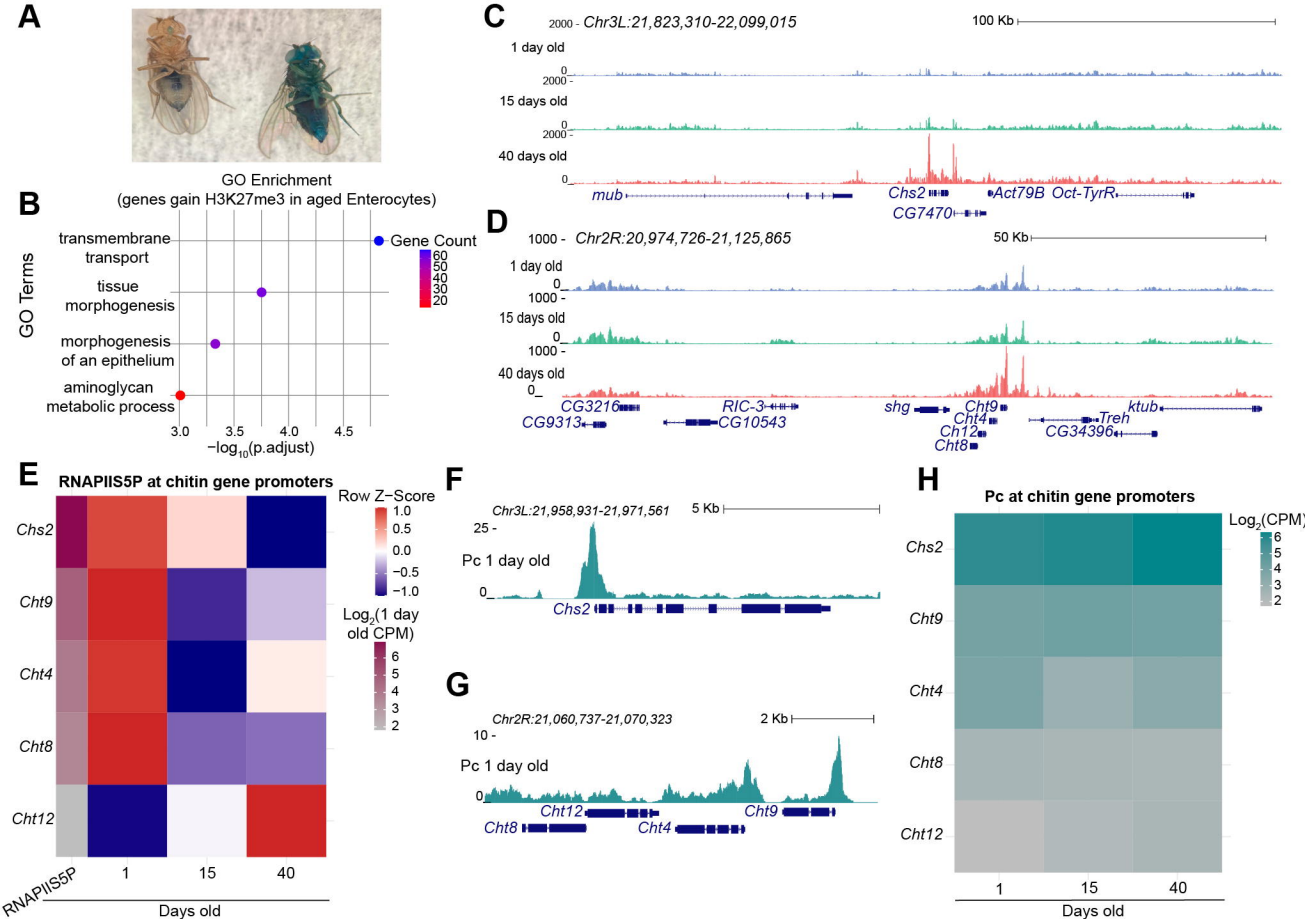 A
B
GO Enrichment
(genes gain H3K27me3 in aged Enterocytes)
GO Terms
transmembrane
transport
tissue
morphogenesis
morphogenesis
of an epithelium
aminoglycan
metabolic process
3.0 3.5 4.0 4.5
−log10(p.adjust)
Gene Count
60
50
40
30
20
C
Chr3L:21,823,310-22,099,015
100 Kb
2000 -
1 day old
0
2000 -
15 days old
0
2000 -
40 days old
0
mub
Chs2
Act79B Oct-TyrR
CG7470
D
Chr2R:20,974,726-21,125,865
50 Kb
1000 -
1 day old
0
1000 -
15 days old
0
1000 -
40 days old
0
CG3216
RIC-3
shg
Cht9
ktub
CG9313
CG10543
Cht4
Treh
Ch12
CG34396
Cht8
E
RNAPIIS5P at chitin gene promoters
Chs2
Cht9
Cht4
Cht8
Cht12
RNAPIIS5P
1 15 40
Days old
Row Z-Score
1.0
0.5
0.0
−0.5
−1.0
Log2(1 day
old CPM)
6
5
4
3
2
F
Chr3L:21,958,931-21,971,561
5 Kb
25 -
Pc 1 day old
0
Chs2
G
Chr2R:21,060,737-21,070,323
2 Kb
10 -
Pc 1 day old
0
Cht12
Cht9
Cht8
Cht4
H
Pc at chitin gene promoters
Chs2
Cht9
Cht4
Cht8
Cht12
1 15 40
Days old
Log2(CPM)
6
5
4
3
2